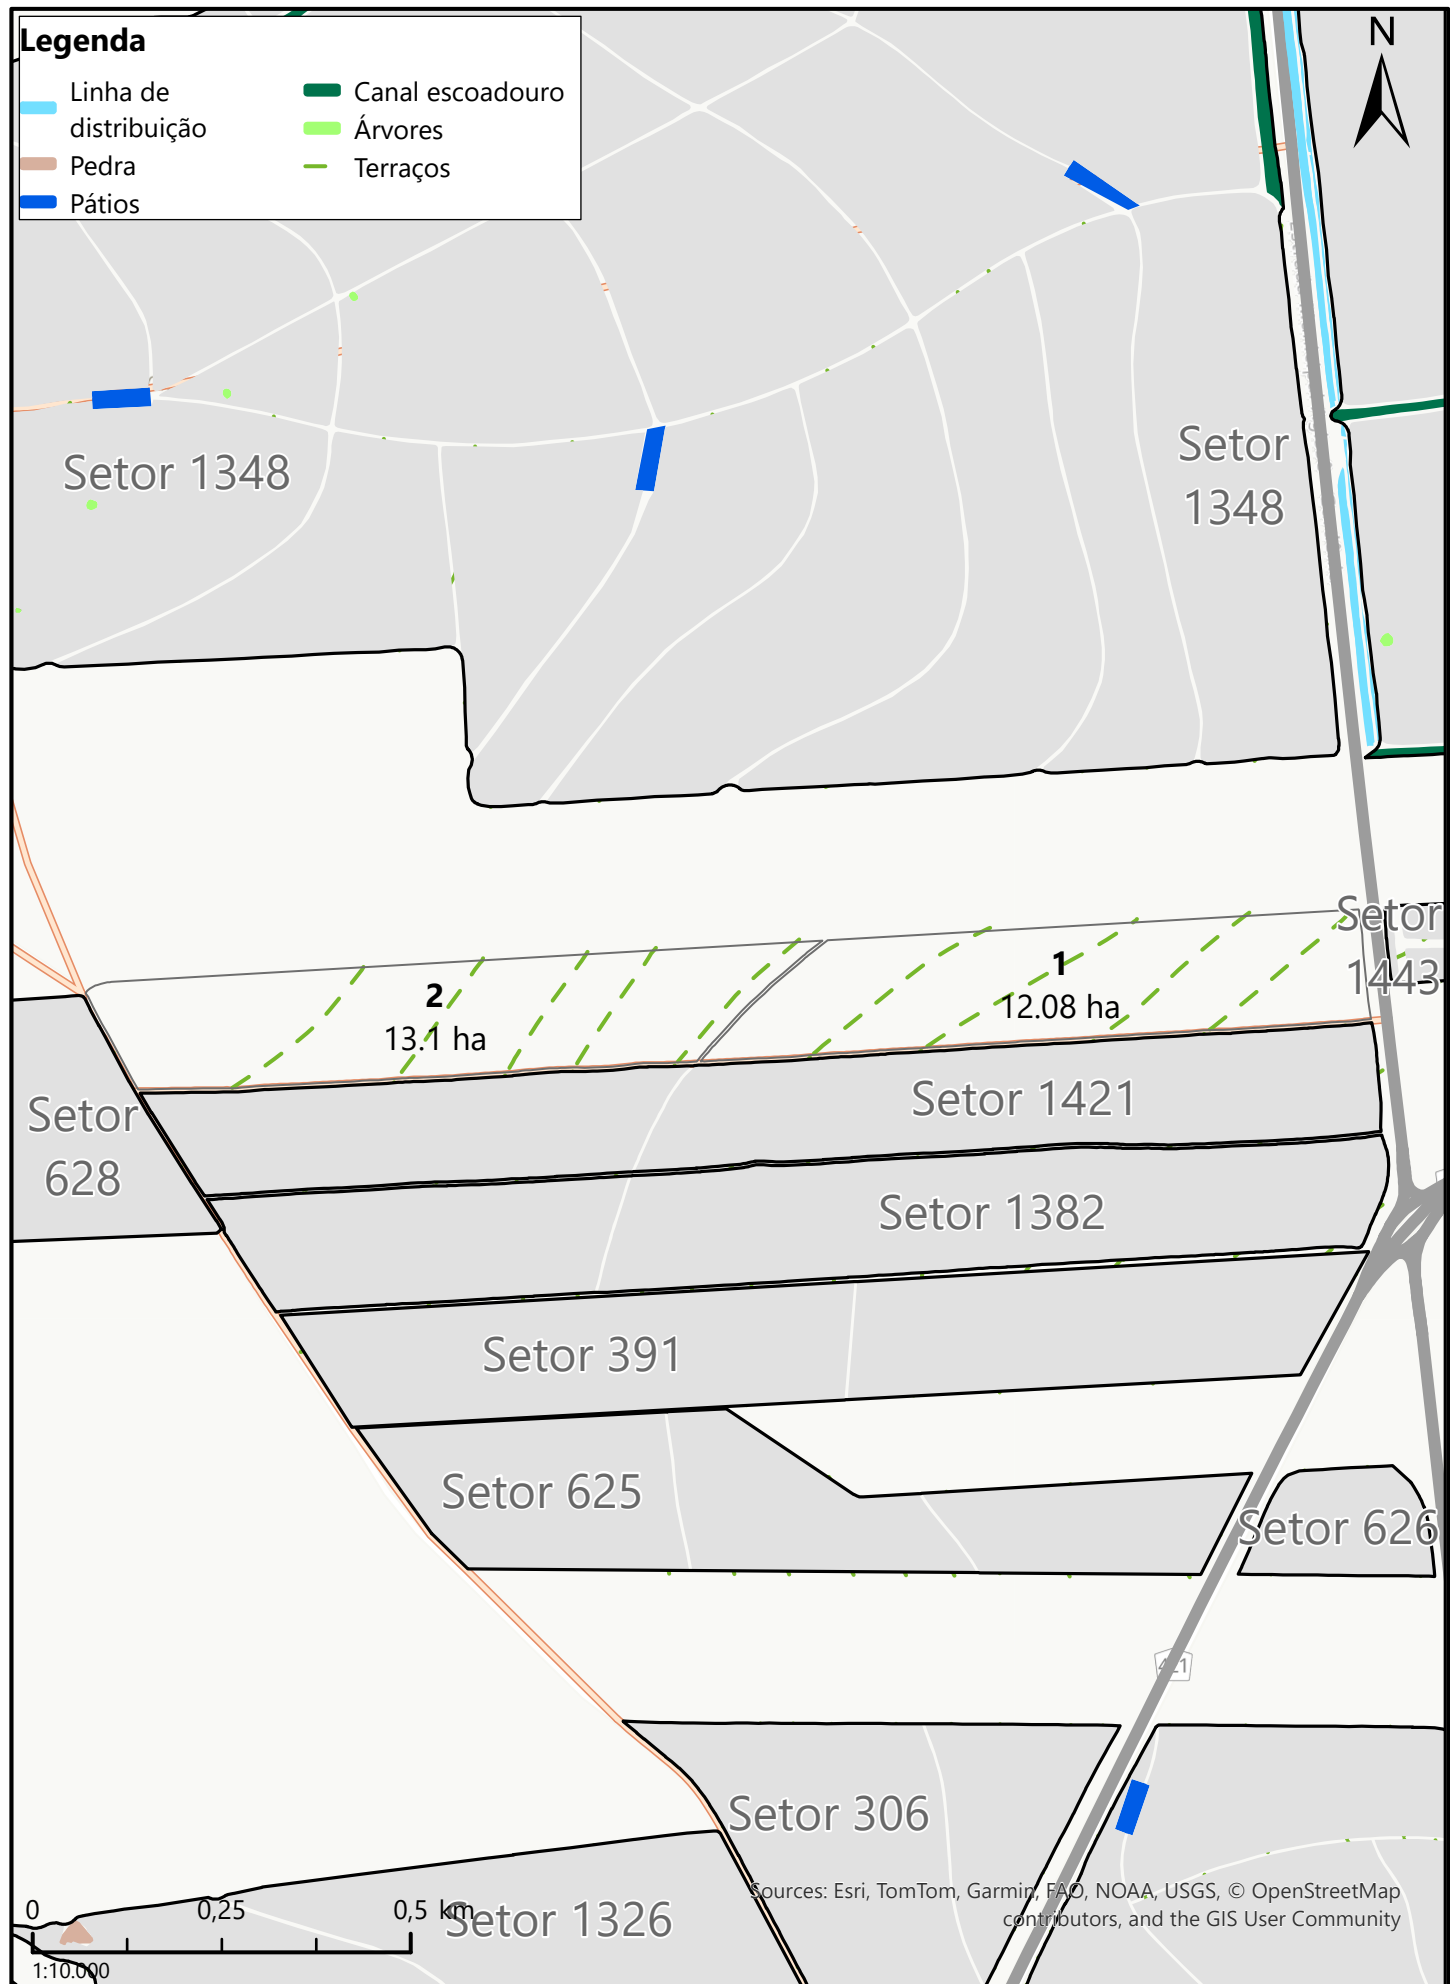 Legenda
Linha de
distribuição
Pedra
Pátios
Canal escoadouro
Árvores
Terraços
N
Setor 1348
Setor
1348
Setor
1443
1
12.08 ha
2
13.1 ha
Setor 1421
Setor
628
Setor 1382
Setor 391
Setor 625
Setor 626
421
Setor 306
Sources: Esri, TomTom, Garmin, FAO, NOAA, USGS, © OpenStreetMap
contributors, and the GIS User Community
0 0,25 0,5 km
Setor 1326
1:10.000